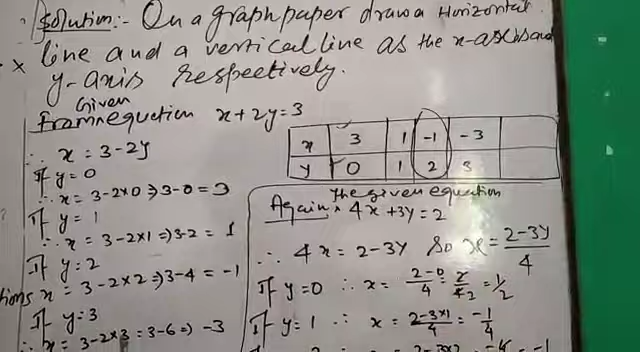 Solution:- On a graph paper draw a Horizontal
line and a vertical line as the x-axis and
y-axis respectively.
Given
From equation x+2y=3
∴ x = 3-2y
If y=0
∴ x = 3-2×0 ⇒ 3-0 = 3
If y = 1
∴ x = 3-2×1 ⇒ 3-2 = 1
If y=2
tions x = 3-2×2 ⇒ 3-4 = -1
If y=3
∴ x = 3-2×3 = 3-6 ⇒ -3
x 3 1 -1 -3
y 0 1 2 3
The given equation
Again, 4x+3y=2
∴ 4x = 2-3y So x = 2-3y/4
If y=0 ∴ x = 2-0/4 = 2/4 2 = 1/2
If y=1 ∴ x = 2-3×1/4 = -1/4